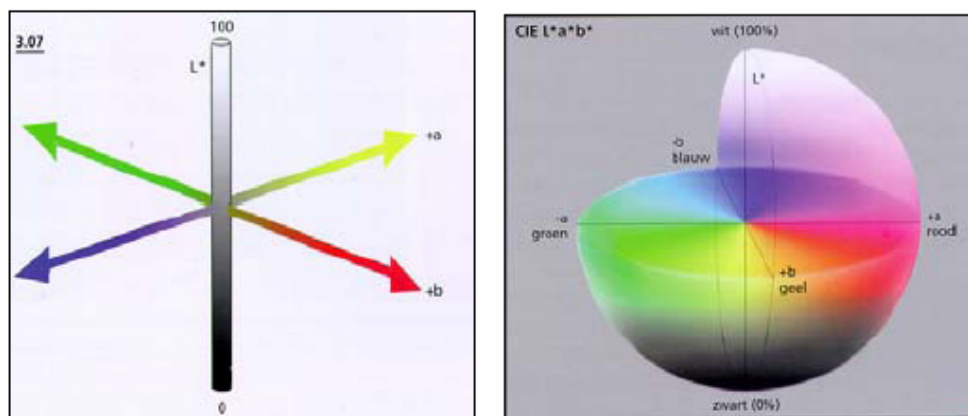 3.07
100
L*
+a
+b
0
CIE L*a*b*
wit (100%)
L*
-b
blauw
-a
groen
+a
rood
+b
geel
zwart (0%)